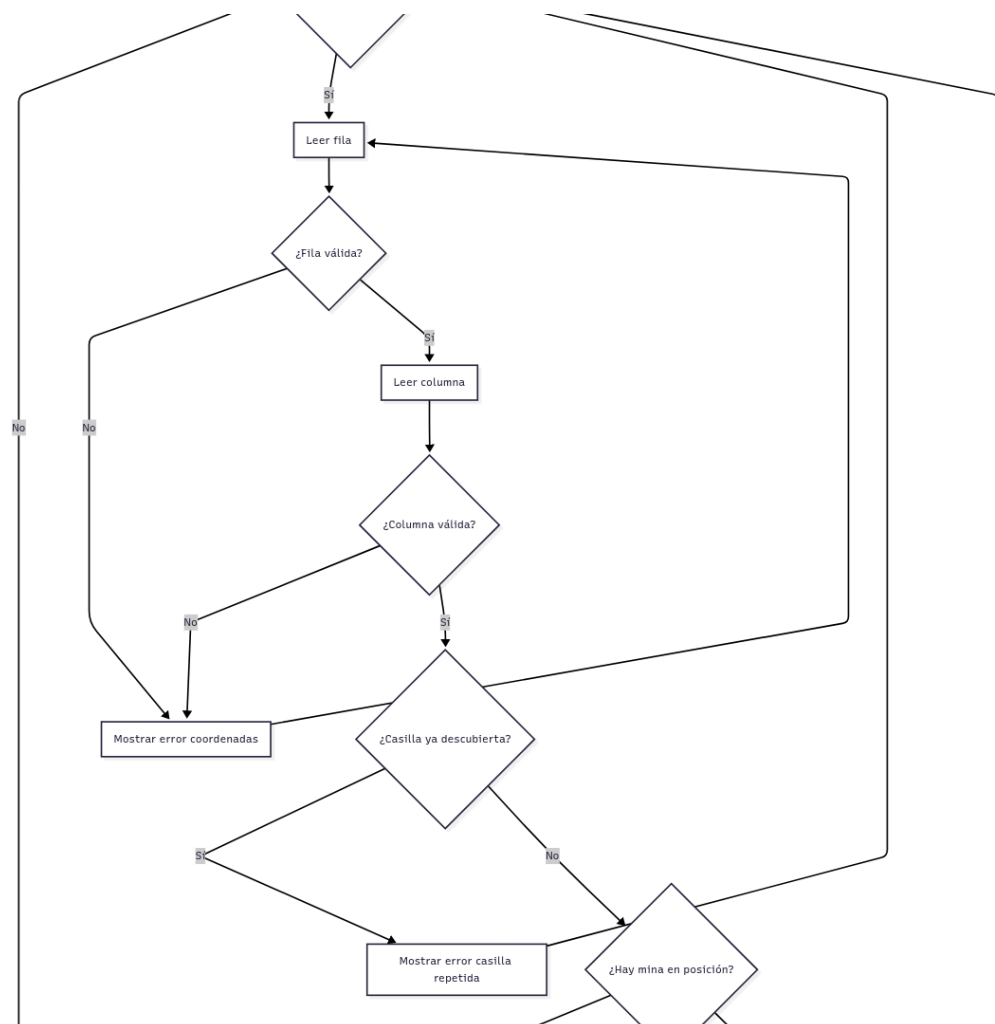 Sí
Leer fila
¿Fila válida?
Sí
Leer columna
No
No
¿Columna válida?
No
Sí
Mostrar error coordenadas
¿Casilla ya descubierta?
Sí
No
Mostrar error casilla
repetida
¿Hay mina en posición?